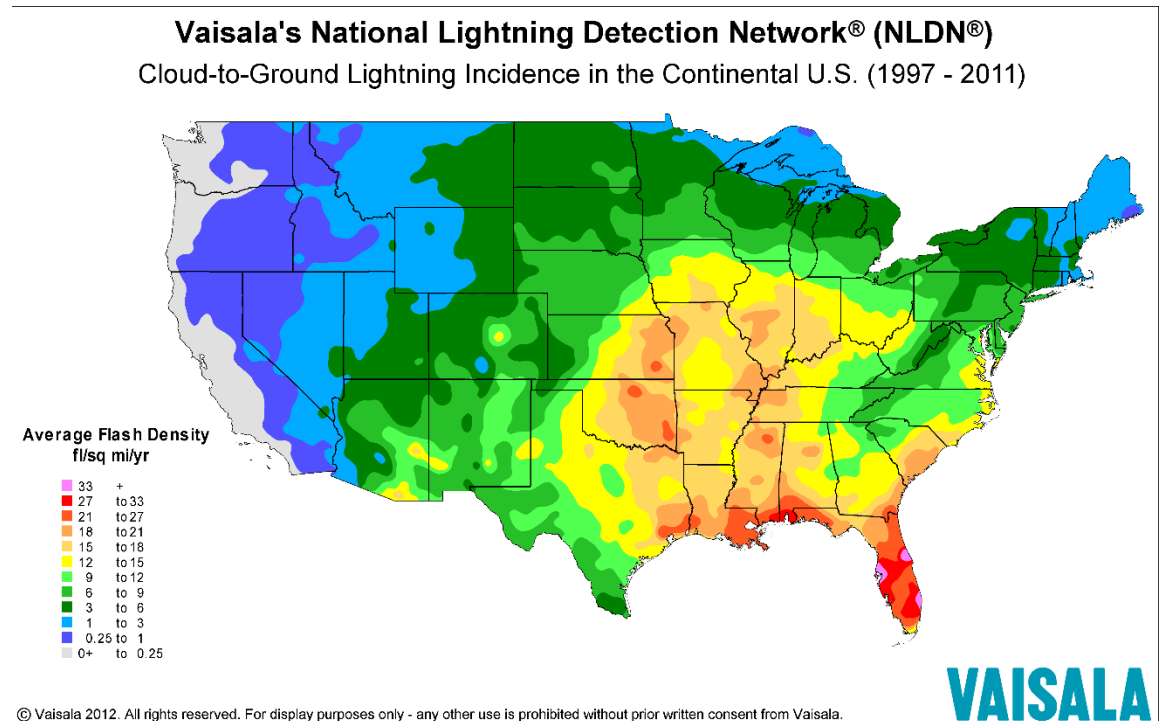 Vaisala's National Lightning Detection Network® (NLDN®)
Cloud-to-Ground Lightning Incidence in the Continental U.S. (1997 - 2011)
Average Flash Density
fl/sq mi/yr
33 +
27 to 33
21 to 27
18 to 21
15 to 18
12 to 15
9 to 12
6 to 9
3 to 6
1 to 3
0.25 to 1
0+ to 0.25
VAISALA
© Vaisala 2012. All rights reserved. For display purposes only - any other use is prohibited without prior written consent from Vaisala.